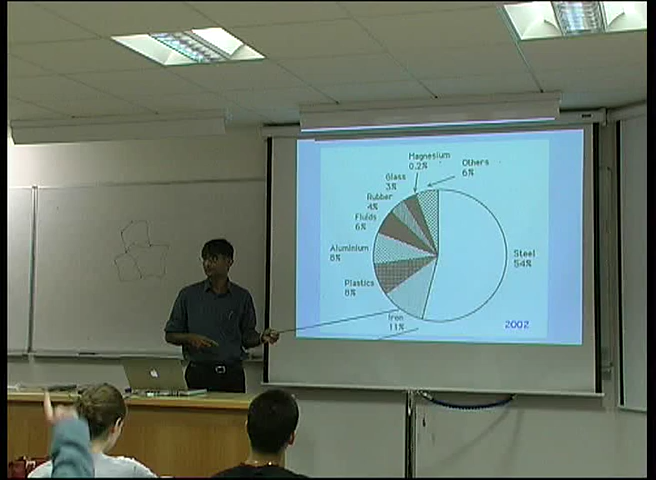 Magnesium
0.2%
Others
6%
Glass
3%
Rubber
4%
Fluids
6%
Aluminium
8%
Plastics
8%
Iron
11%
Steel
54%
2002